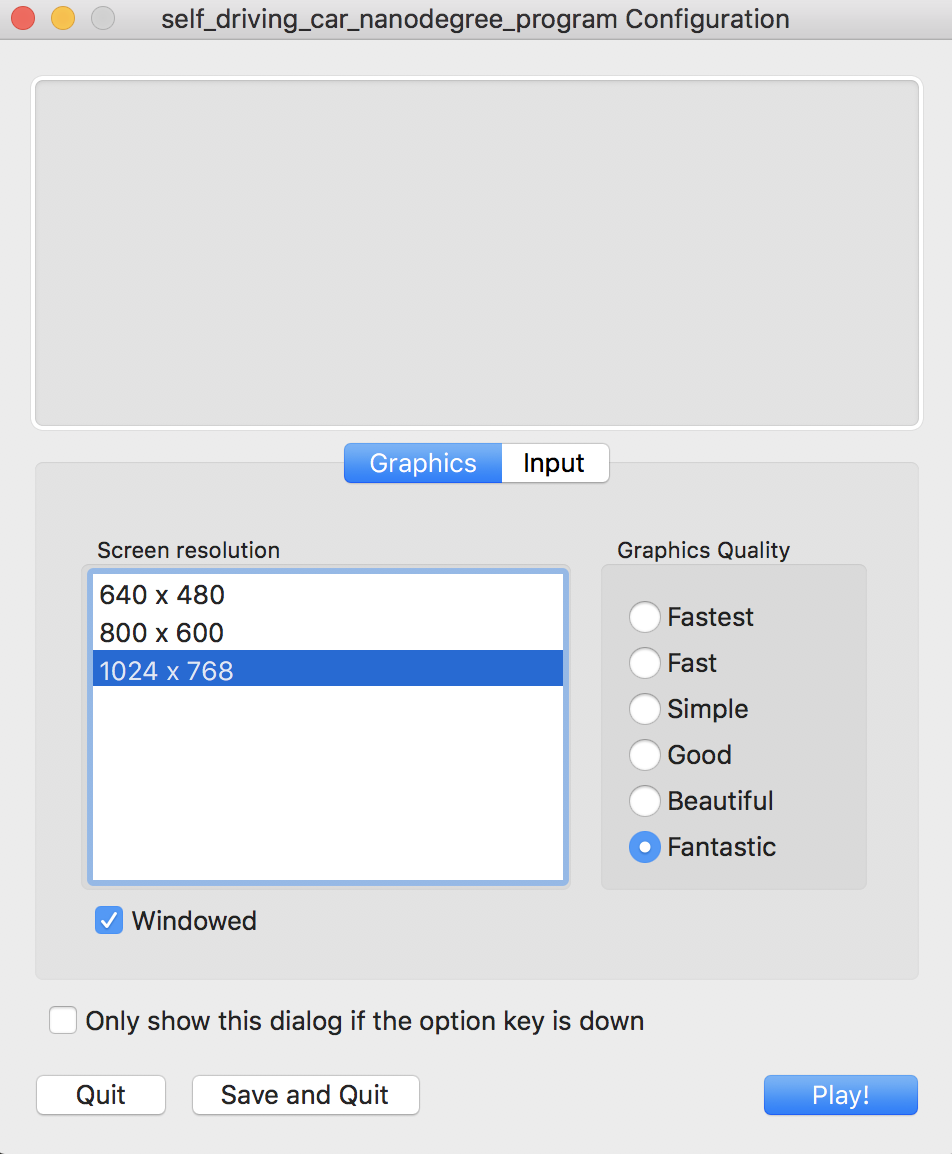 self_driving_car_nanodegree_program Configuration
Graphics Input
Screen resolution
640 x 480
800 x 600
1024 x 768
Windowed
Graphics Quality
Fastest
Fast
Simple
Good
Beautiful
Fantastic
Only show this dialog if the option key is down
Quit Save and Quit Play!